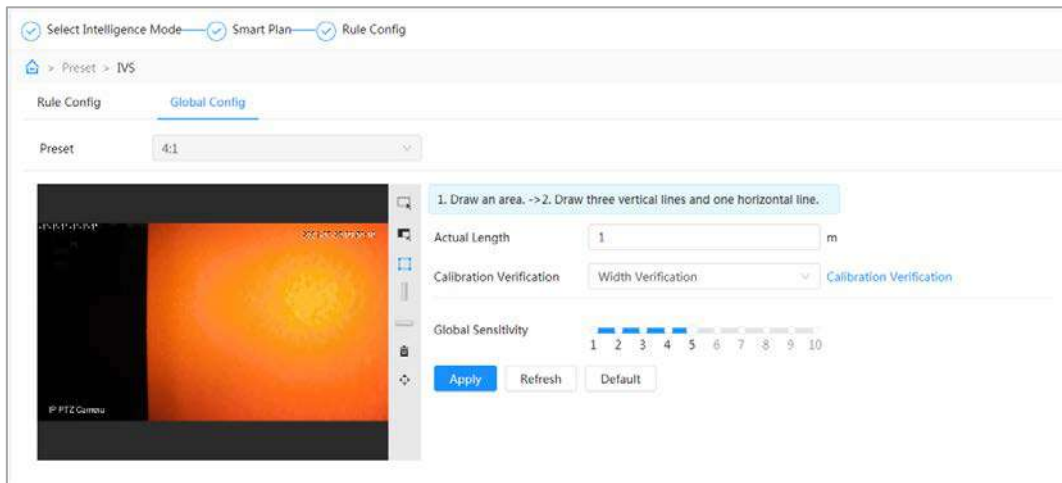 Select Intelligence Mode Smart Plan Rule Config
> Preset > IVS
Rule Config Global Config
Preset 4:1
1. Draw an area. ->2. Draw three vertical lines and one horizontal line.
Actual Length 1 m
Calibration Verification Width Verification Calibration Verification
Global Sensitivity
1 2 3 4 5 6 7 8 9 10
Apply Refresh Default
IP PTZ Camera